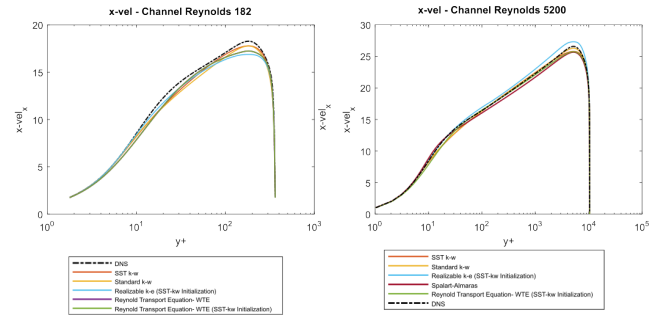 x-vel - Channel Reynolds 182
20
15
10
5
0
x-vel_x
10^0
10^1
10^2
10^3
y+
DNS
SST k-w
Standard k-w
Realizable k-e (SST-kw Initialization)
Reynold Transport Equation- WTE
Reynold Transport Equation- WTE (SST-kw Initialization)
x-vel - Channel Reynolds 5200
30
25
20
15
10
5
0
x-vel_x
x-vel_x
10^0
10^1
10^2
10^3
10^4
10^5
y+
SST k-w
Standard k-w
Realizable k-e (SST-kw Initialization)
Spalart-Almaras
Reynold Transport Equation- WTE (SST-kw Initialization)
DNS